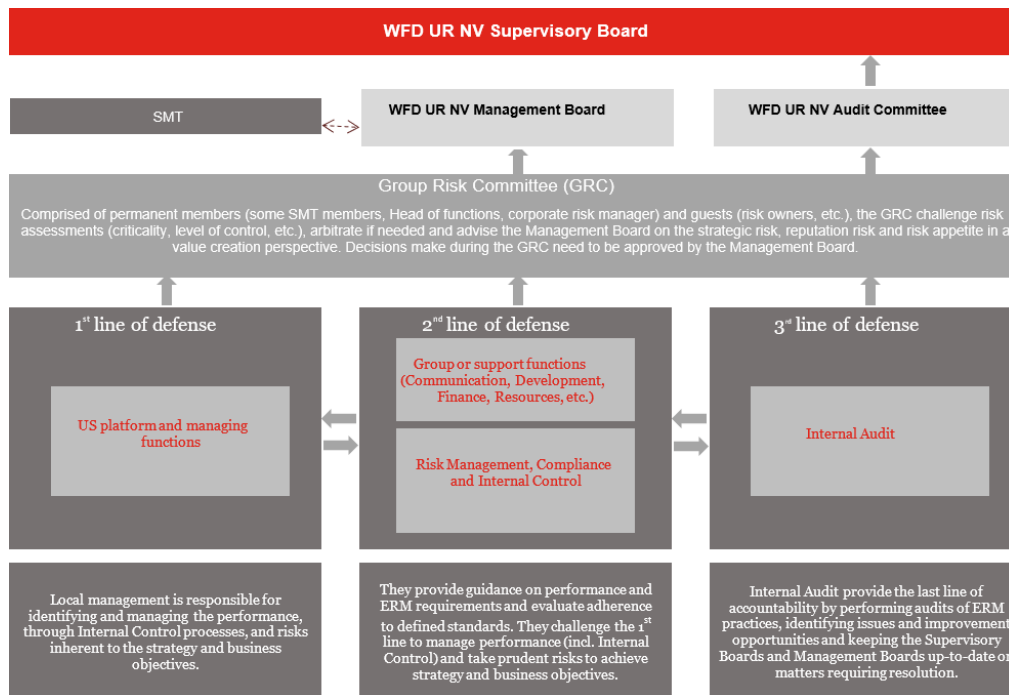 WFD UR NV Supervisory Board
SMT
WFD UR NV Management Board
WFD UR NV Audit Committee
Group Risk Committee (GRC)
Comprised of permanent members (some SMT members, Head of functions, corporate risk manager) and guests (risk owners, etc.), the GRC challenge risk
assessments (criticality, level of control, etc.), arbitrate if needed and advise the Management Board on the strategic risk, reputation risk and risk appetite in a
value creation perspective. Decisions make during the GRC need to be approved by the Management Board.
1st line of defense
US platform and managing
functions
2nd line of defense
Group or support functions
(Communication, Development,
Finance, Resources, etc.)
Risk Management, Compliance
and Internal Control
3rd line of defense
Internal Audit
Local management is responsible for
identifying and managing the performance,
through Internal Control processes, and risks
inherent to the strategy and business
objectives.
They provide guidance on performance and
ERM requirements and evaluate adherence
to defined standards. They challenge the 1st
line to manage performance (incl. Internal
Control) and take prudent risks to achieve
strategy and business objectives.
Internal Audit provide the last line of
accountability by performing audits of ERM
practices, identifying issues and improvement
opportunities and keeping the Supervisory
Boards and Management Boards up-to-date on
matters requiring resolution.